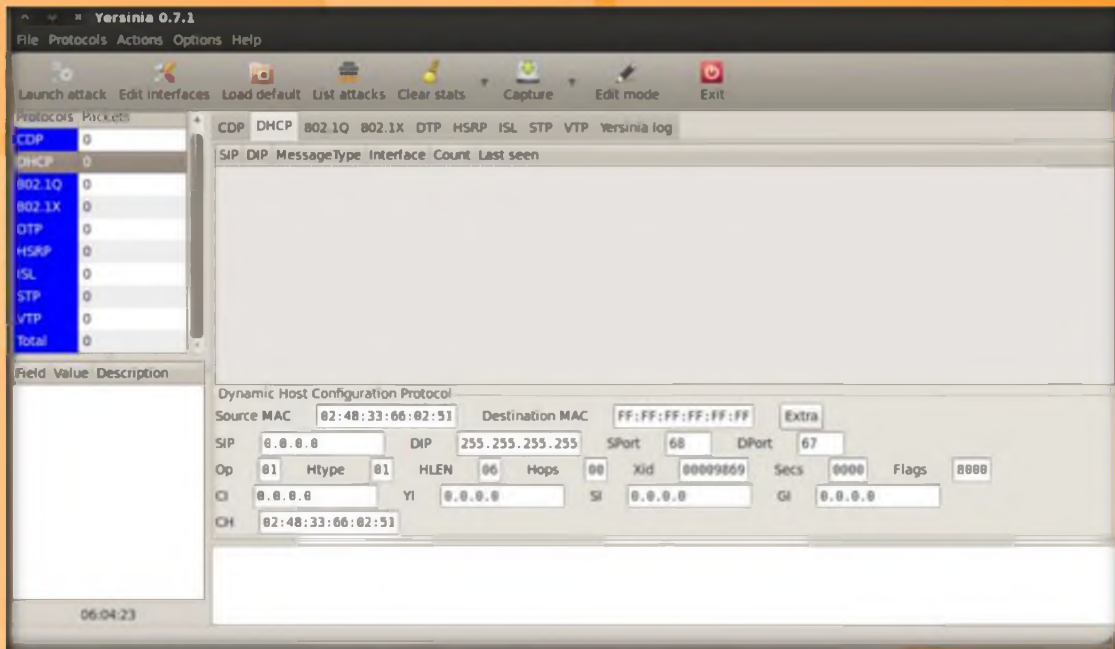 Yersinia 0.7.1
File Protocols Actions Options Help
Launch attack Edit interfaces Load default List attacks Clear stats Capture Edit mode Exit
Protocols Packets
CDP 0
DHCP 0
802.1Q 0
802.1X 0
DTP 0
HSRP 0
ISL 0
STP 0
VTP 0
Total 0
Field Value Description
06:04:23
CDP DHCP 802.1Q 802.1X DTP HSRP ISL STP VTP Yersinia log
SIP DIP MessageType Interface Count Last seen
Dynamic Host Configuration Protocol
Source MAC 02:48:33:66:02:51 Destination MAC FF:FF:FF:FF:FF:FF Extra
SIP 0.0.0.0 DIP 255.255.255.255 SPort 68 DPort 67
Op 01 Htype 01 HLEN 06 Hops 00 Xid 00009869 Secs 0000 Flags 8000
CI 0.0.0.0 YI 0.0.0.0 SI 0.0.0.0 GI 0.0.0.0
CH 02:48:33:66:02:51